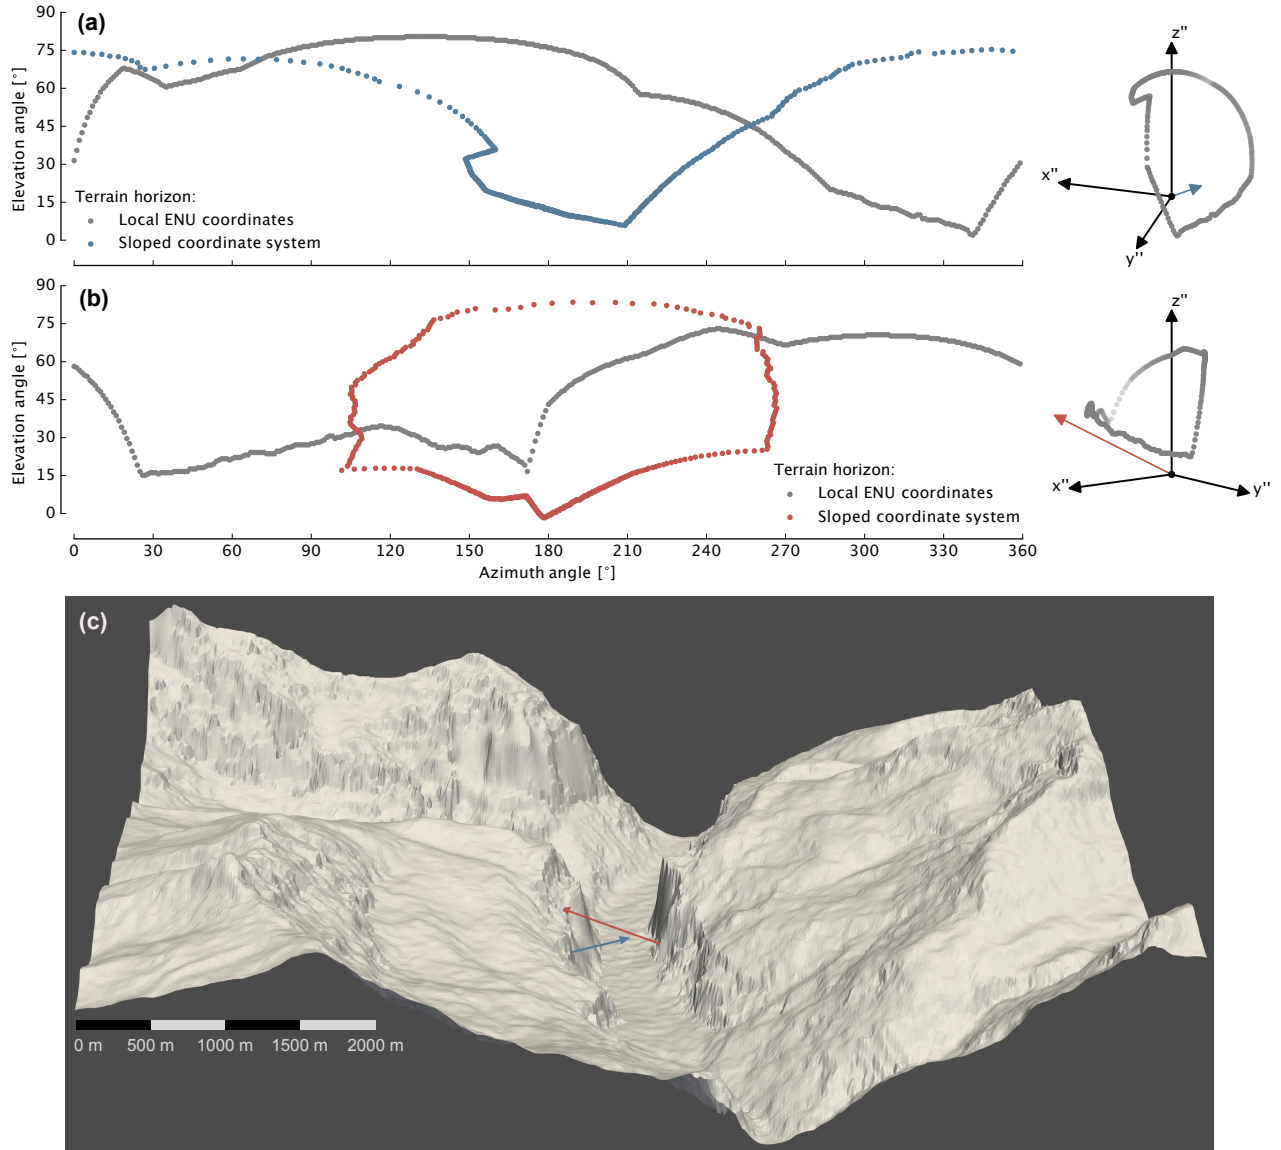 (a)
90
75
60
45
30
15
0
Elevation angle [°]
Terrain horizon:
Local ENU coordinates
Sloped coordinate system
z''
x''
y''
(b)
90
75
60
45
30
15
0
Elevation angle [°]
Terrain horizon:
Local ENU coordinates
Sloped coordinate system
0 30 60 90 120 150 180 210 240 270 300 330 360
Azimuth angle [°]
z''
x''
y''
(c)
0 m 500 m 1000 m 1500 m 2000 m